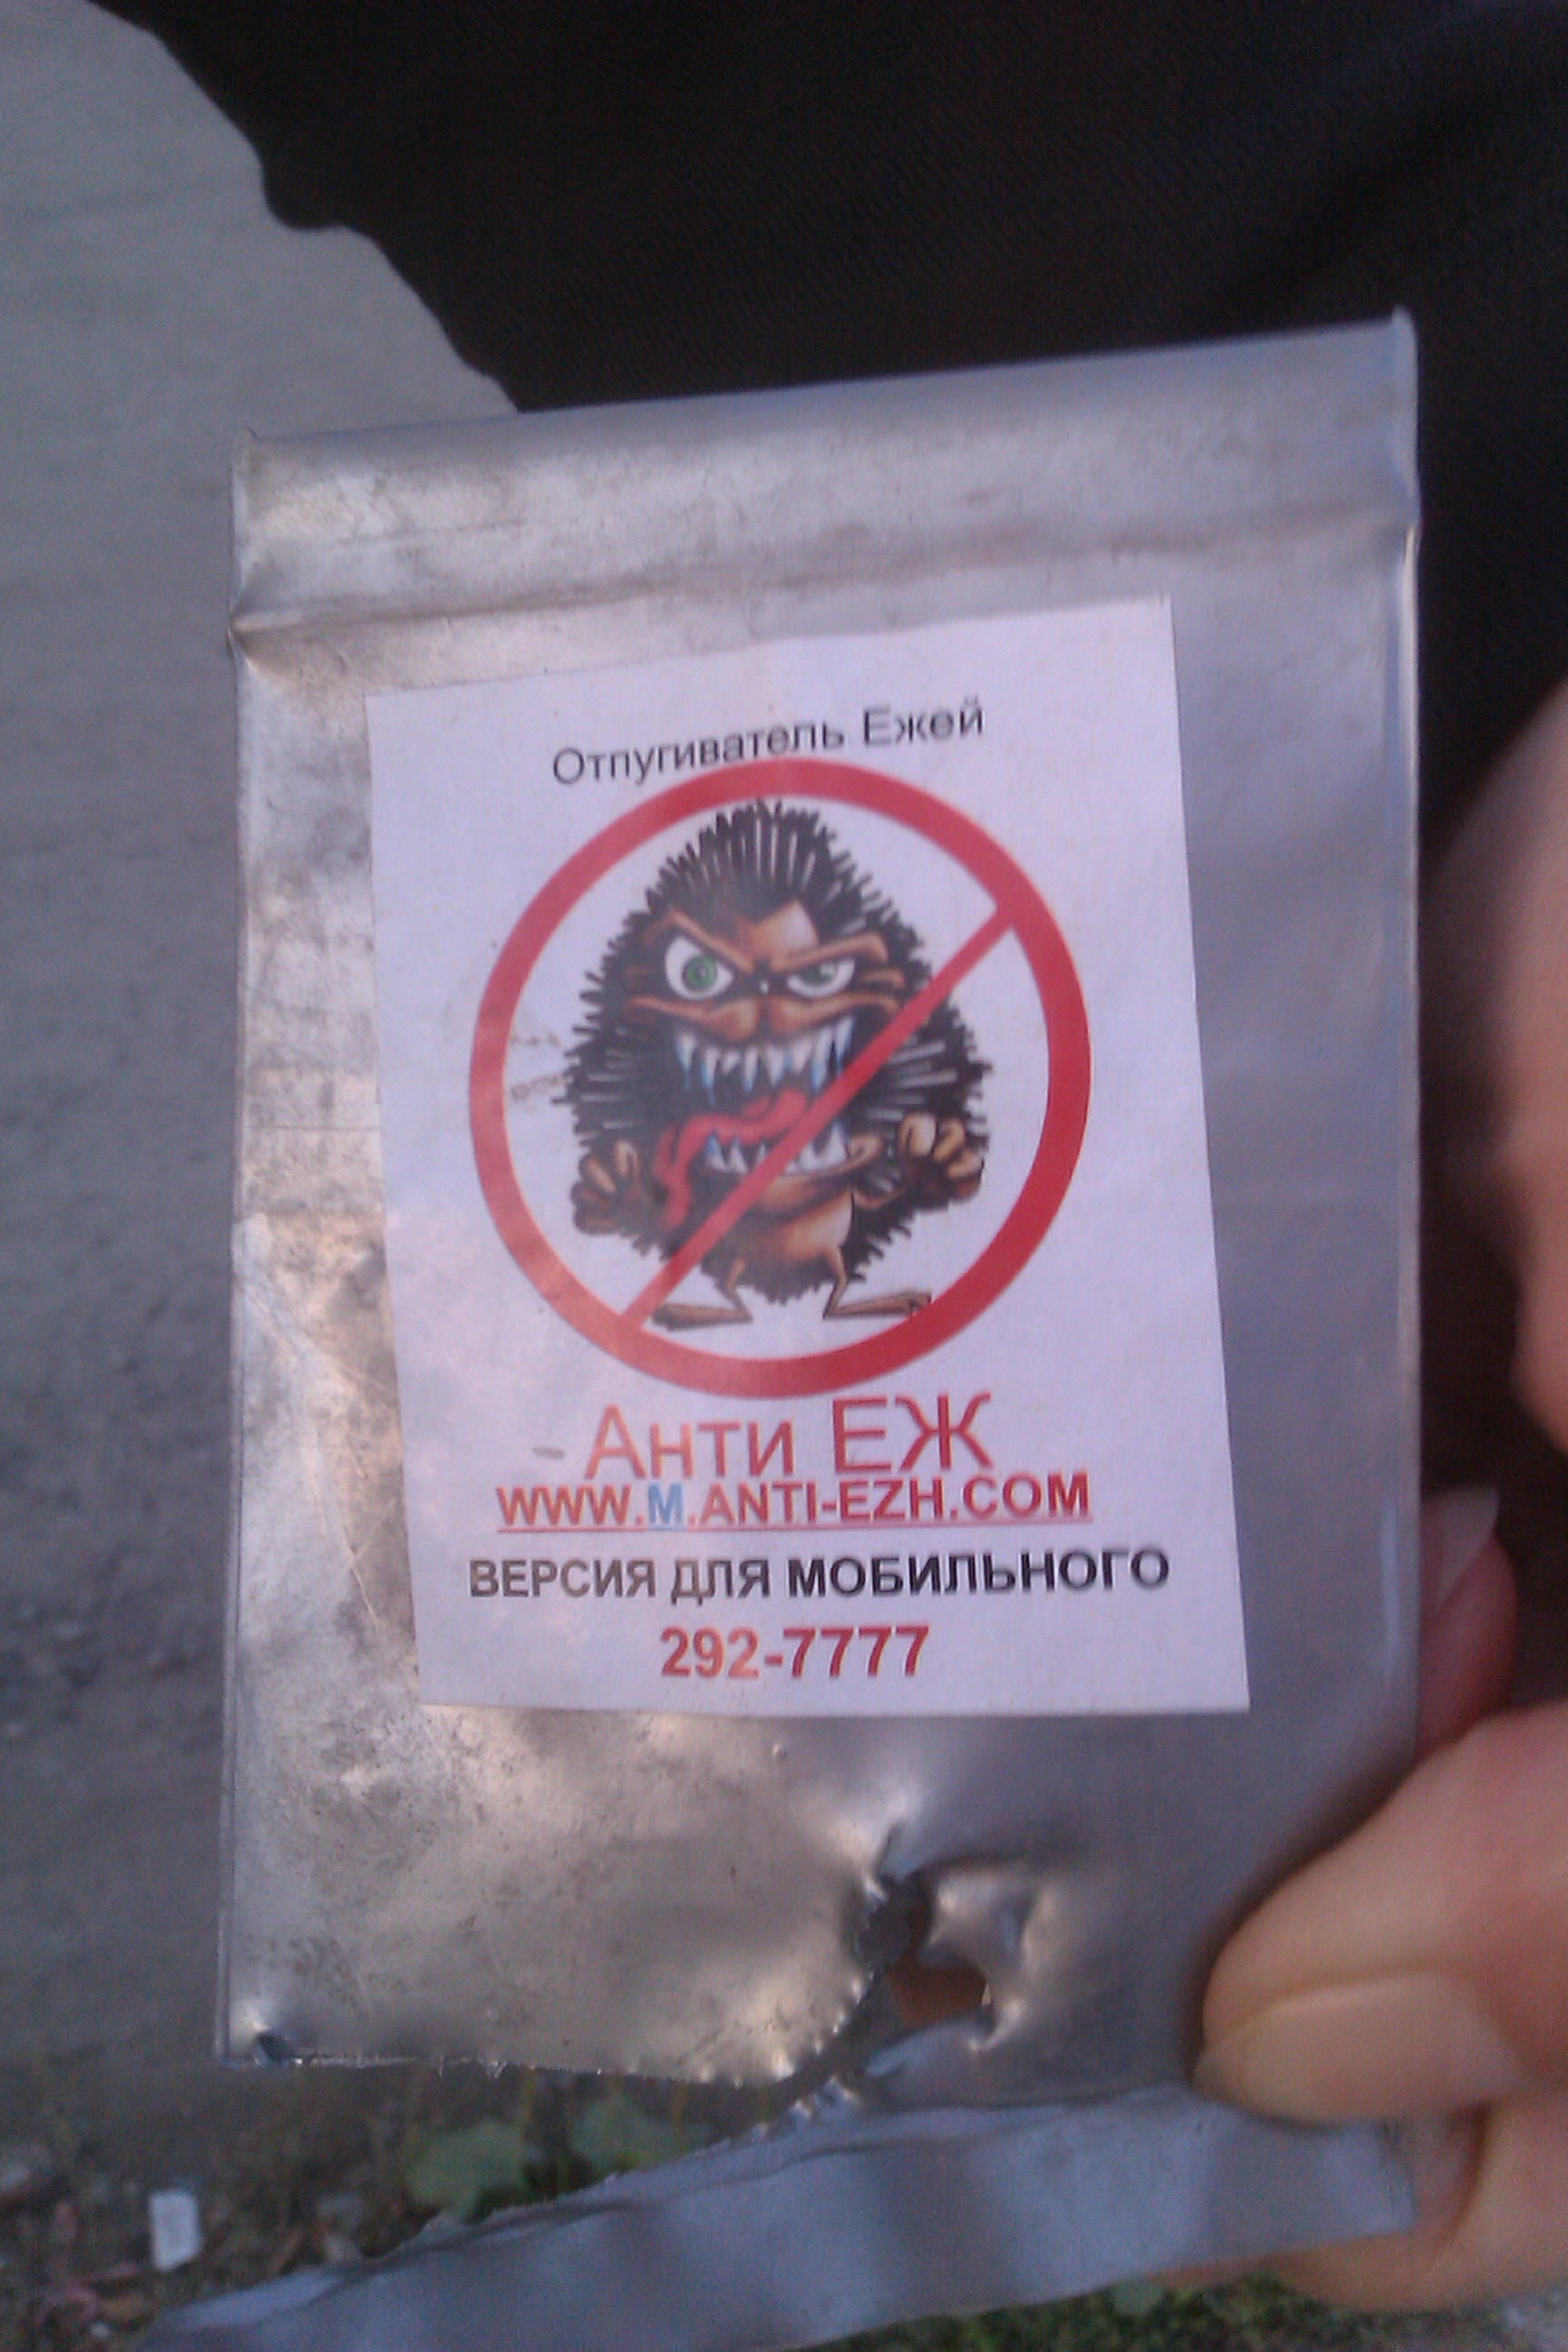 Отпугиватель Ежей
Анти ЕЖ
WWW.M.ANTI-EZH.COM
ВЕРСИЯ ДЛЯ МОБИЛЬНОГО
292-7777